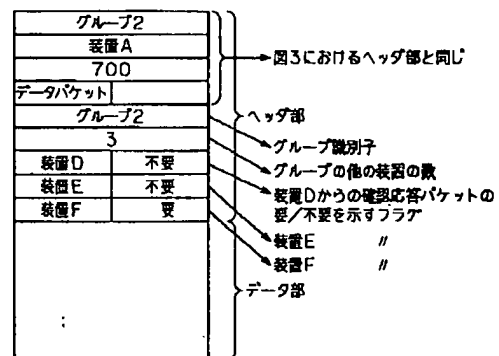 グループ2
装置A
700
データパケット
グループ2
3
装置D 不要
装置E 不要
装置F 要
:
図3におけるヘッダ部と同じ
ヘッダ部
グループ識別子
グループの他の装置の数
装置Dからの確認応答パケットの
要/不要を示すフラグ
装置E 〃
装置F 〃
データ部